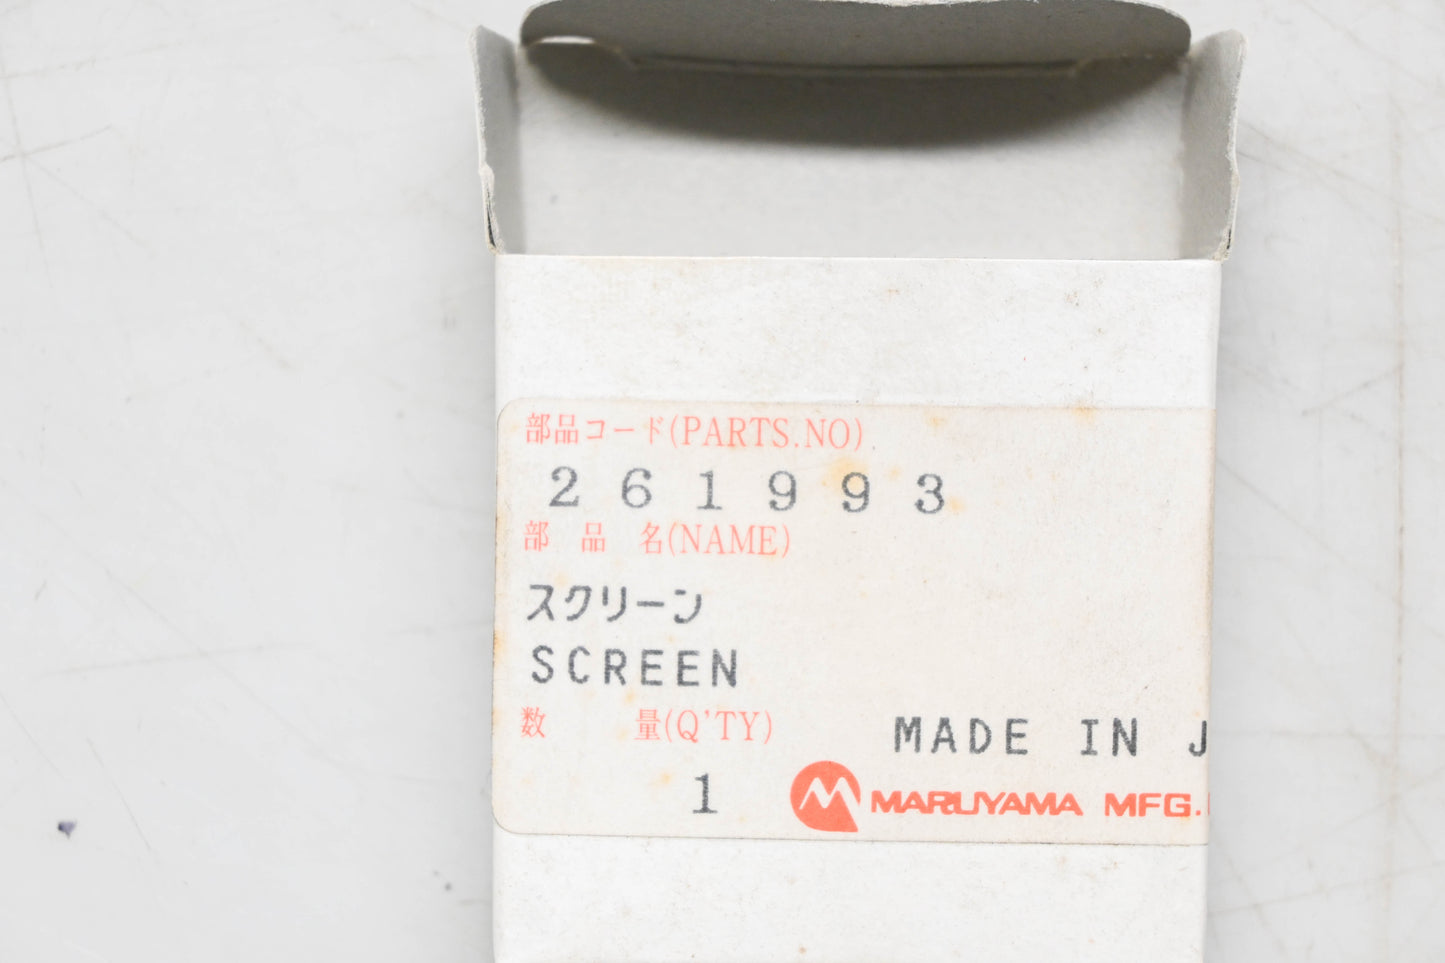 部品コード(PARTS.NO)
261993
部品名(NAME)
スクリーン
SCREEN
数量(Q'TY)
1
MADE IN J
MARUYAMA MFG.